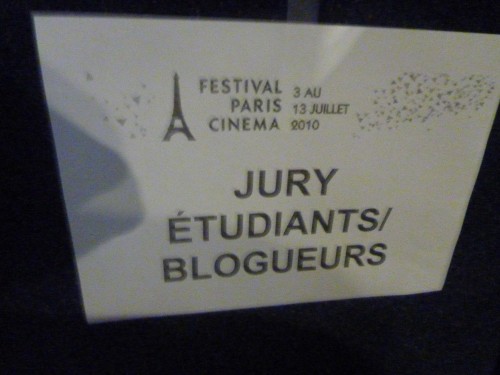 FESTIVAL
PARIS
CINEMA
3 AU
13 JUILLET
2010
JURY
ÉTUDIANTS/
BLOGUEURS